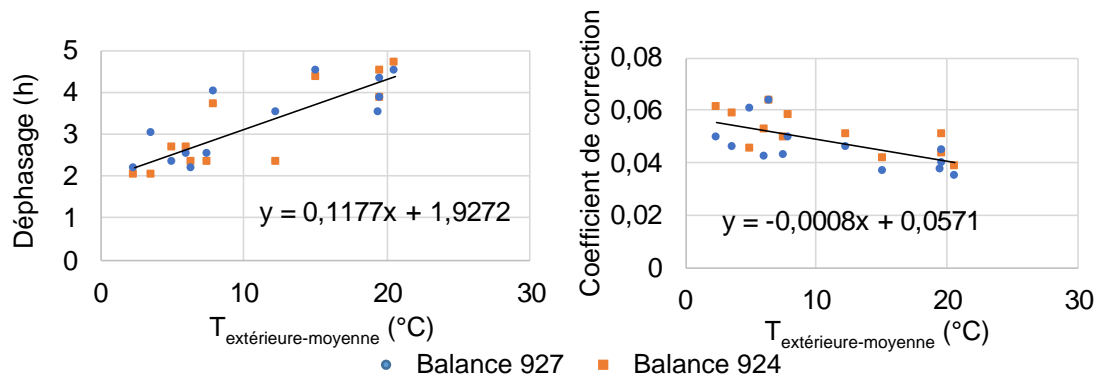 Déphasage (h)
5
4
3
2
1
0
y = 0,1177x + 1,9272
0 10 20 30
T extérieure-moyenne (°C)
Coefficient de correction
0,08
0,06
0,04
0,02
0
y = -0,0008x + 0,0571
0 10 20 30
T extérieure-moyenne (°C)
Balance 927 Balance 924